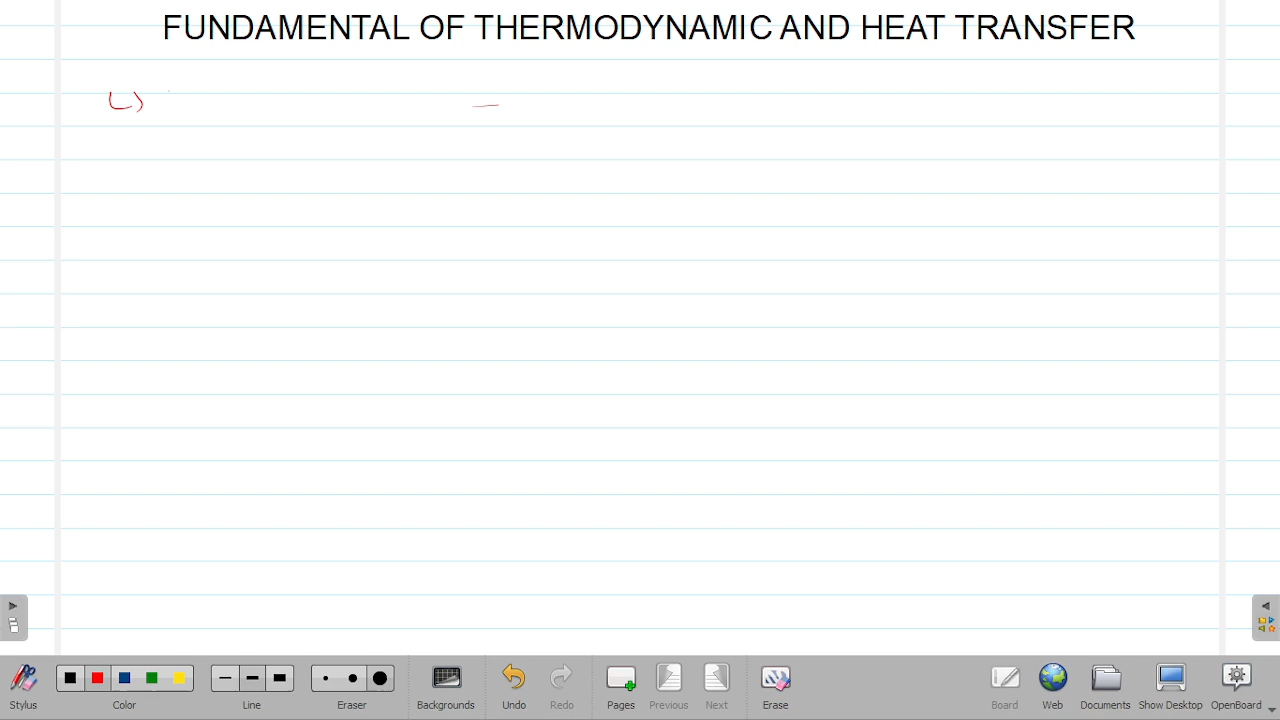 FUNDAMENTAL OF THERMODYNAMIC AND HEAT TRANSFER
Stylus
Color
Line
Eraser
Backgrounds
Undo
Redo
Pages
Previous
Next
Erase
Board
Web
Documents
Show Desktop
OpenBoard